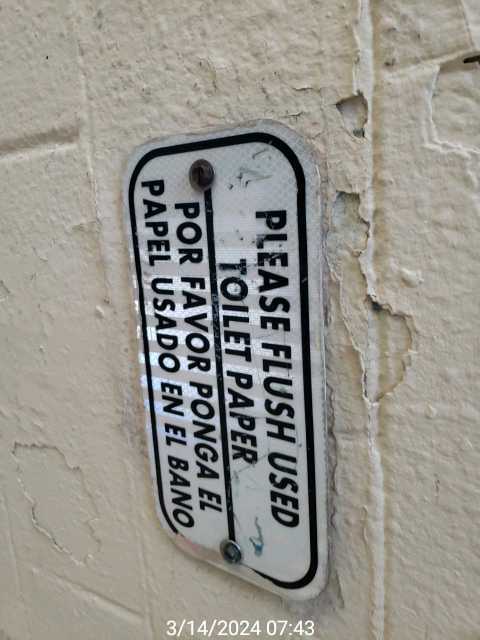 PLEASE FLUSH USED
TOILET PAPER
POR FAVOR PONGA EL
PAPEL USADO EN EL BANO
3/14/2024 07:43